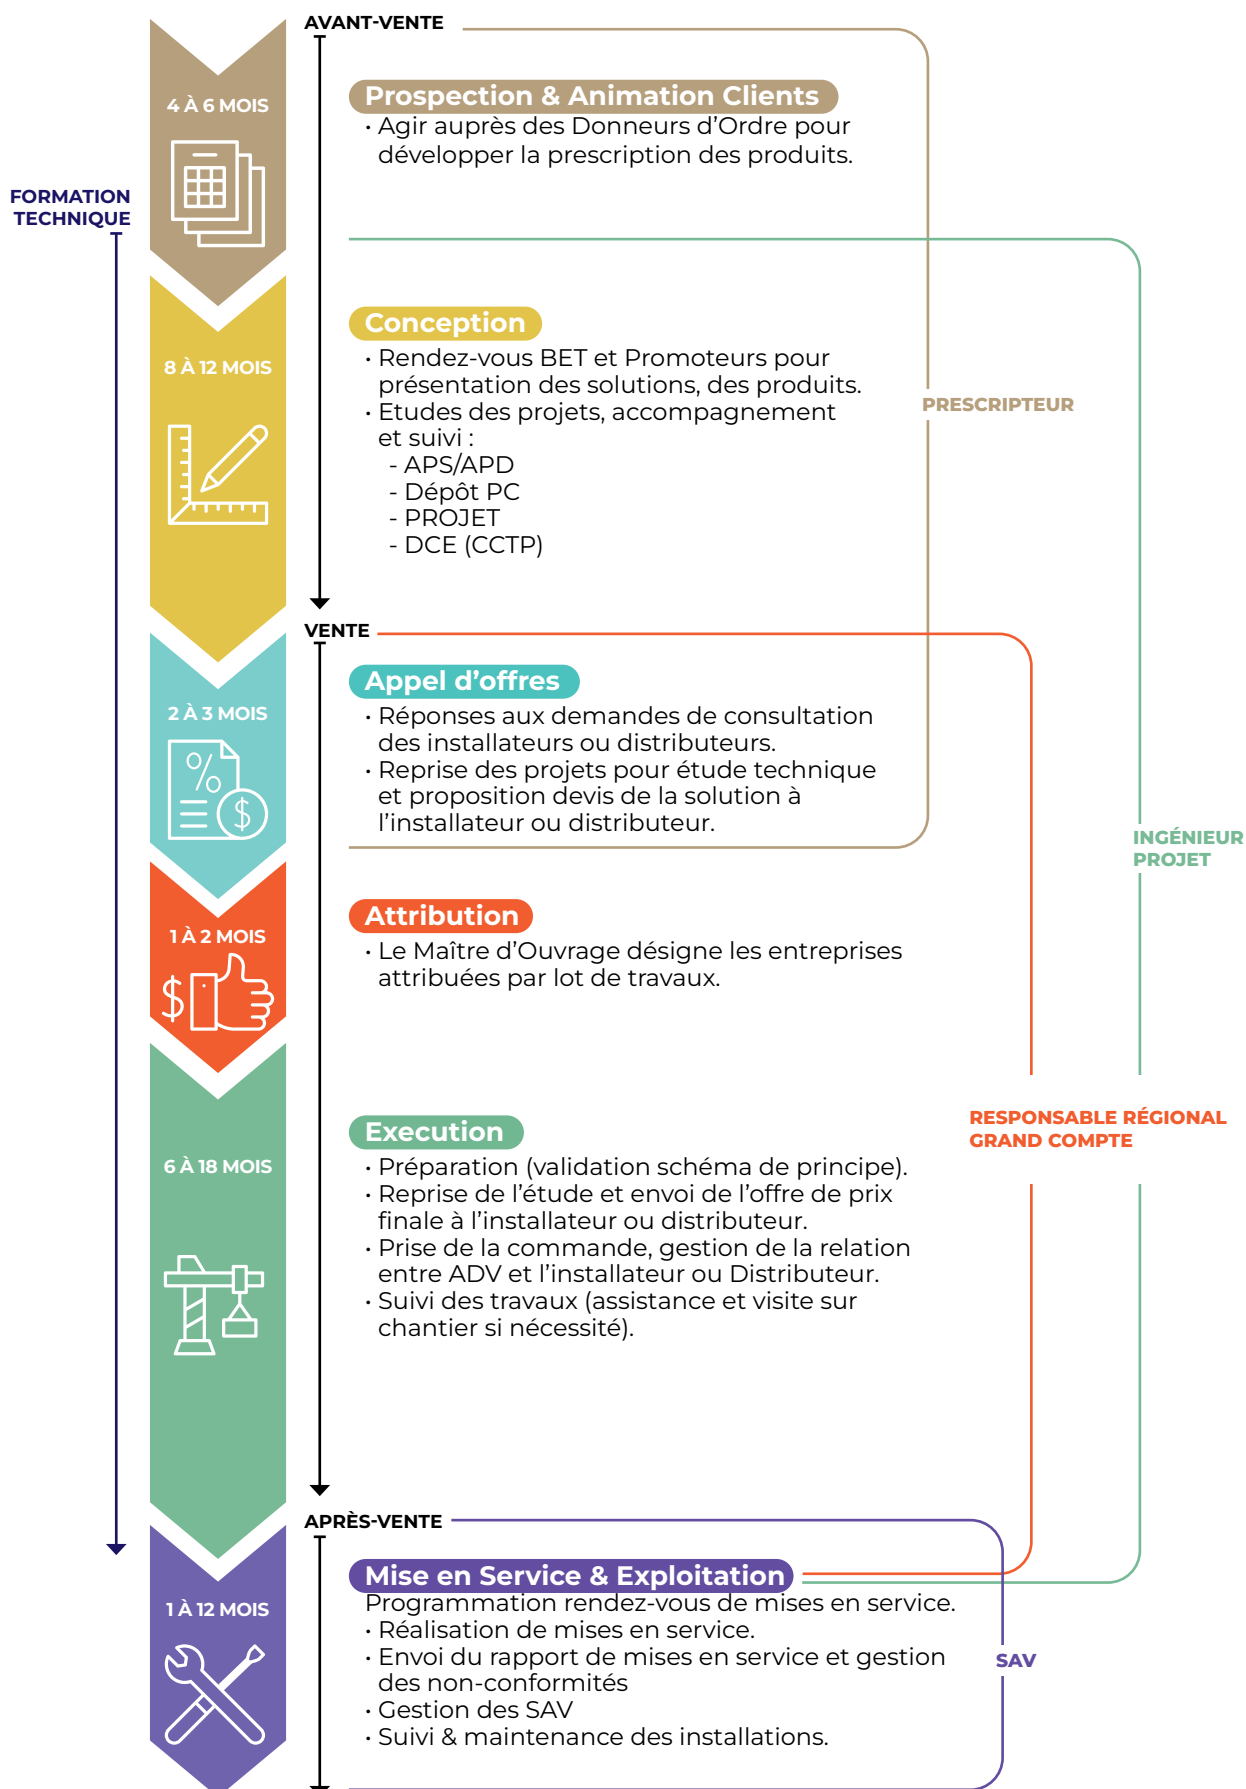 AVANT-VENTE
4 À 6 MOIS
Prospection & Animation Clients
· Agir auprès des Donneurs d’Ordre pour
développer la prescription des produits.
FORMATION
TECHNIQUE
8 À 12 MOIS
Conception
· Rendez-vous BET et Promoteurs pour
présentation des solutions, des produits.
· Etudes des projets, accompagnement
et suivi :
- APS/APD
- Dépôt PC
- PROJET
- DCE (CCTP)
PRESCRIPTEUR
VENTE
2 À 3 MOIS
Appel d’offres
· Réponses aux demandes de consultation
des installateurs ou distributeurs.
· Reprise des projets pour étude technique
et proposition devis de la solution à
l’installateur ou distributeur.
%
$
INGÉNIEUR
PROJET
1 À 2 MOIS
$
Attribution
· Le Maître d’Ouvrage désigne les entreprises
attribuées par lot de travaux.
RESPONSABLE RÉGIONAL
GRAND COMPTE
6 À 18 MOIS
Execution
· Préparation (validation schéma de principe).
· Reprise de l’étude et envoi de l’offre de prix
finale à l’installateur ou distributeur.
· Prise de la commande, gestion de la relation
entre ADV et l’installateur ou Distributeur.
· Suivi des travaux (assistance et visite sur
chantier si nécessité).
APRÈS-VENTE
1 À 12 MOIS
Mise en Service & Exploitation
Programmation rendez-vous de mises en service.
· Réalisation de mises en service.
· Envoi du rapport de mises en service et gestion
des non-conformités
· Gestion des SAV
· Suivi & maintenance des installations.
SAV